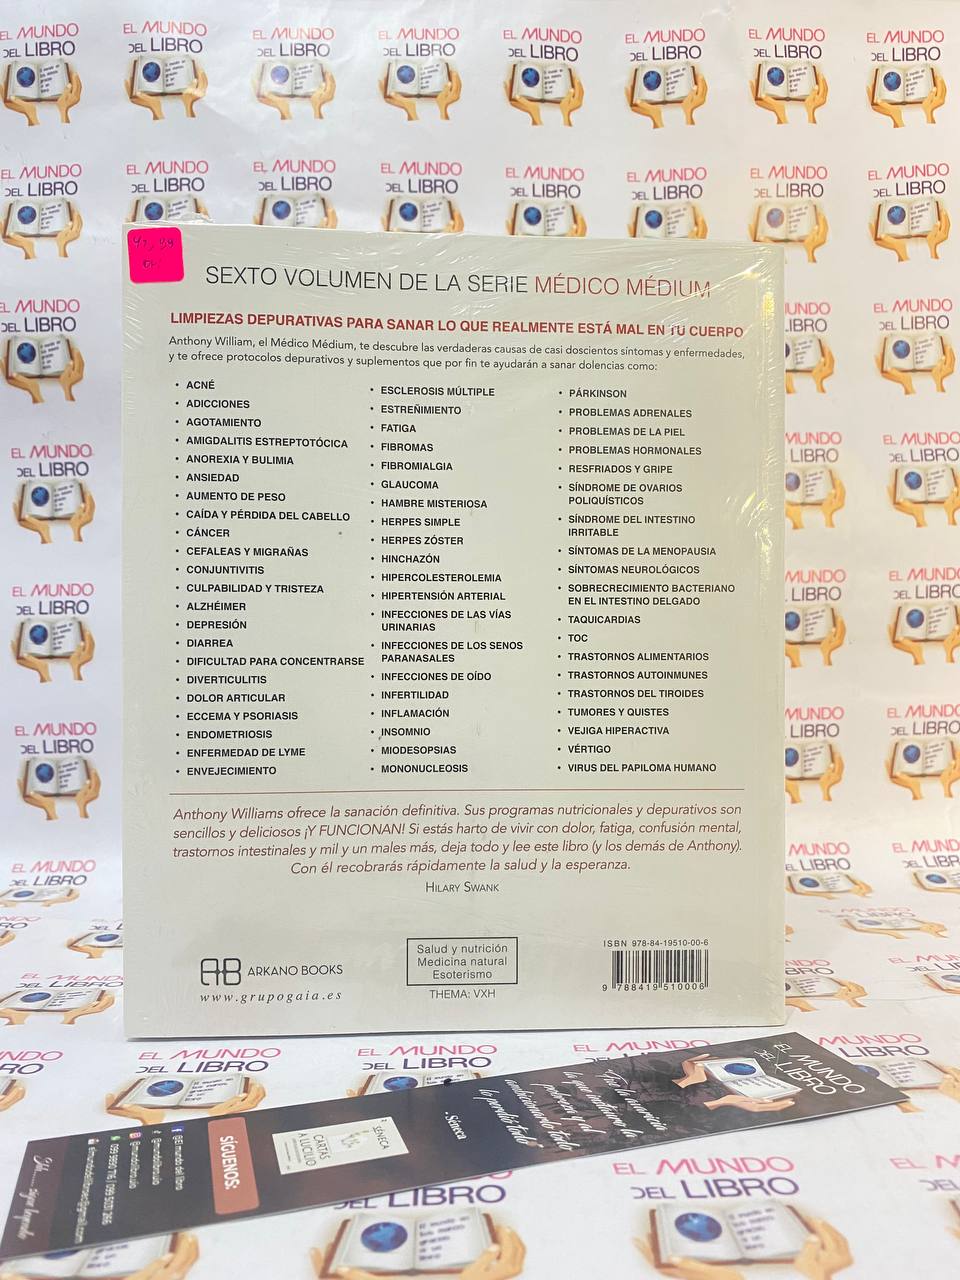 EL MUNDO
DEL LIBRO
SEXTO VOLUMEN DE LA SERIE MÉDICO MÉDIUM
LIMPIEZAS DEPURATIVAS PARA SANAR LO QUE REALMENTE ESTÁ MAL EN TU CUERPO
Anthony William, el Médico Médium, te descubre las verdaderas causas de casi doscientos síntomas y enfermedades,
y te ofrece protocolos depurativos y suplementos que por fin te ayudarán a sanar dolencias como:
• ACNÉ
• ADICCIONES
• AGOTAMIENTO
• AMIGDALITIS ESTREPTOTÓCICA
• ANOREXIA Y BULIMIA
• ANSIEDAD
• AUMENTO DE PESO
• CAÍDA Y PÉRDIDA DEL CABELLO
• CÁNCER
• CEFALEAS Y MIGRAÑAS
• CONJUNTIVITIS
• CULPABILIDAD Y TRISTEZA
• ALZHÉIMER
• DEPRESIÓN
• DIARREA
• DIFICULTAD PARA CONCENTRARSE
• DIVERTICULITIS
• DOLOR ARTICULAR
• ECCEMA Y PSORIASIS
• ENDOMETRIOSIS
• ENFERMEDAD DE LYME
• ENVEJECIMIENTO
• ESCLEROSIS MÚLTIPLE
• ESTREÑIMIENTO
• FATIGA
• FIBROMAS
• FIBROMIALGIA
• GLAUCOMA
• HAMBRE MISTERIOSA
• HERPES SIMPLE
• HERPES ZÓSTER
• HINCHAZÓN
• HIPERCOLESTEROLEMIA
• HIPERTENSIÓN ARTERIAL
• INFECCIONES DE LAS VÍAS
URINARIAS
• INFECCIONES DE LOS SENOS
PARANASALES
• INFECCIONES DE OÍDO
• INFERTILIDAD
• INFLAMACIÓN
• INSOMNIO
• MIODESOPSIAS
• MONONUCLEOSIS
• PÁRKINSON
• PROBLEMAS ADRENALES
• PROBLEMAS DE LA PIEL
• PROBLEMAS HORMONALES
• RESFRIADOS Y GRIPE
• SÍNDROME DE OVARIOS
POLIQUÍSTICOS
• SÍNDROME DEL INTESTINO
IRRITABLE
• SÍNTOMAS DE LA MENOPAUSIA
• SÍNTOMAS NEUROLÓGICOS
• SOBRECRECIMIENTO BACTERIANO
EN EL INTESTINO DELGADO
• TAQUICARDIAS
• TOC
• TRASTORNOS ALIMENTARIOS
• TRASTORNOS AUTOINMUNES
• TRASTORNOS DEL TIROIDES
• TUMORES Y QUISTES
• VEJIGA HIPERACTIVA
• VÉRTIGO
• VIRUS DEL PAPILOMA HUMANO
Anthony Williams ofrece la sanación definitiva. Sus programas nutricionales y depurativos son
sencillos y deliciosos ¡Y FUNCIONAN! Si estás harto de vivir con dolor, fatiga, confusión mental,
trastornos intestinales y mil y un males más, deja todo y lee este libro (y los demás de Anthony).
Con él recobrarás rápidamente la salud y la esperanza.
HILARY SWANK
AB ARKANO BOOKS
www.grupogaia.es
Salud y nutrición
Medicina natural
Esoterismo
THEMA: VXH
ISBN 978-84-19510-00-6
9 788419 510006
EL MUNDO
DEL LIBRO
.Séneca
SÉNECA
CARTAS
A LUCILIO
SÍGUENOS: